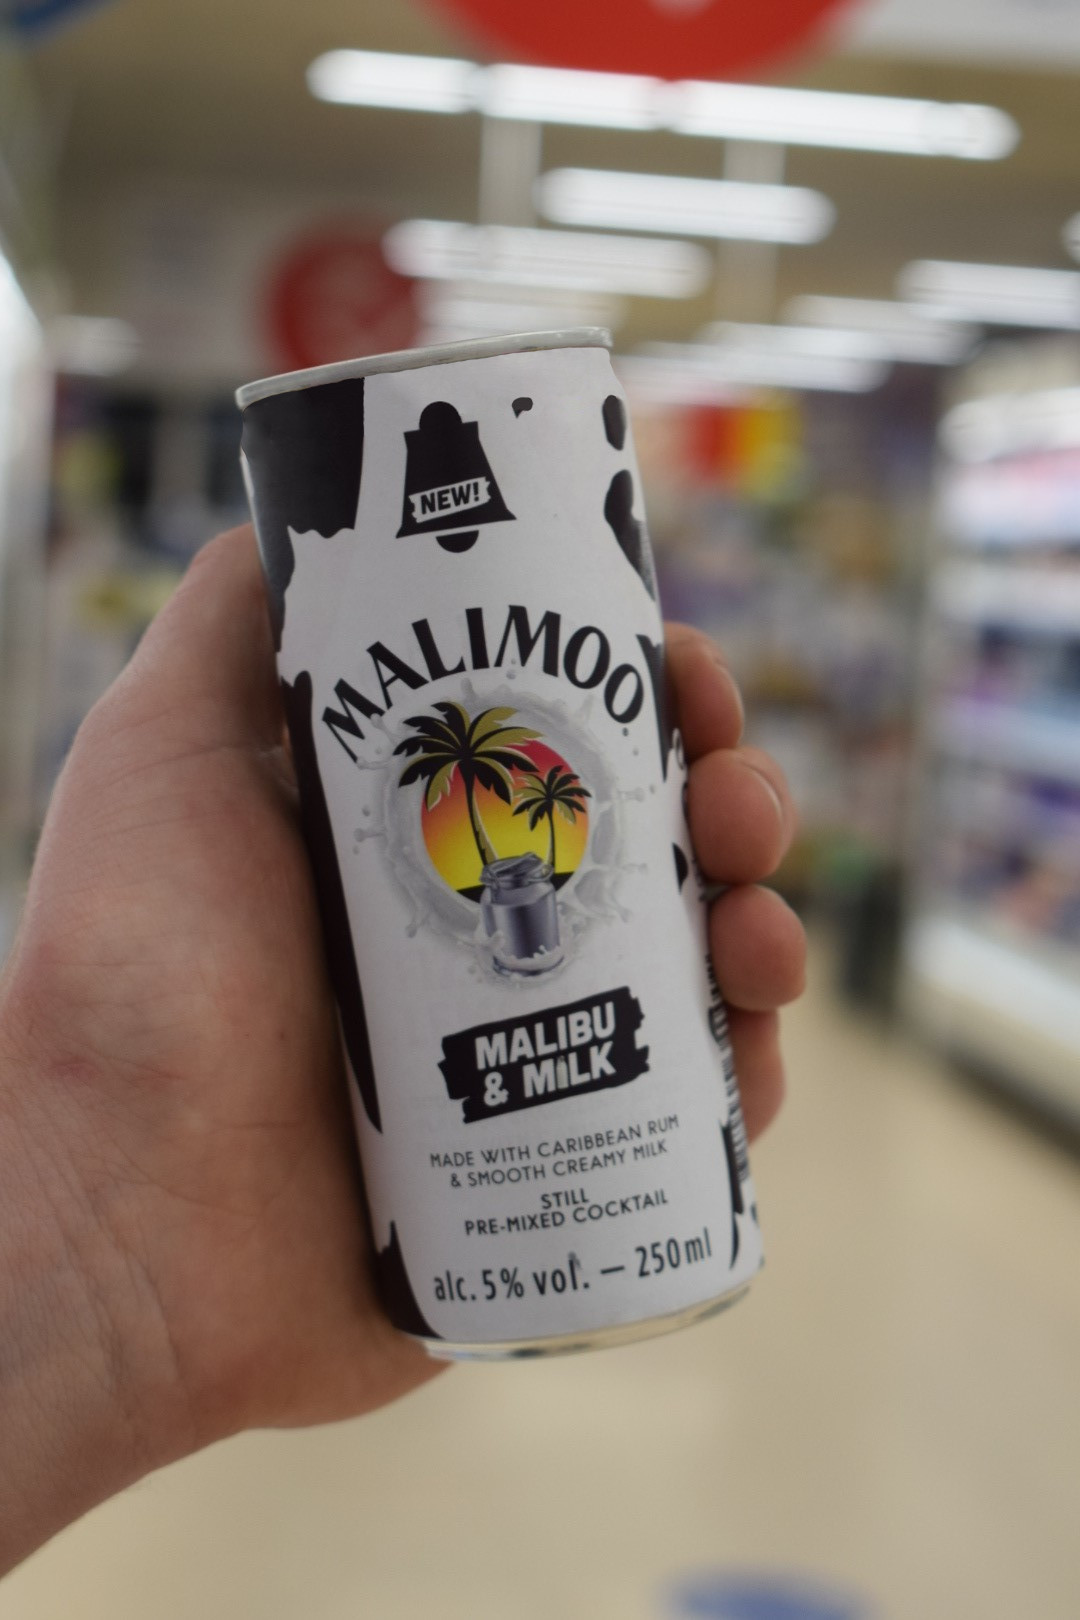 NEW!
MALIMOO
MALIBU
& MILK
MADE WITH CARIBBEAN RUM
& SMOOTH CREAMY MILK
STILL
PRE-MIXED COCKTAIL
alc. 5% vol. – 250ml